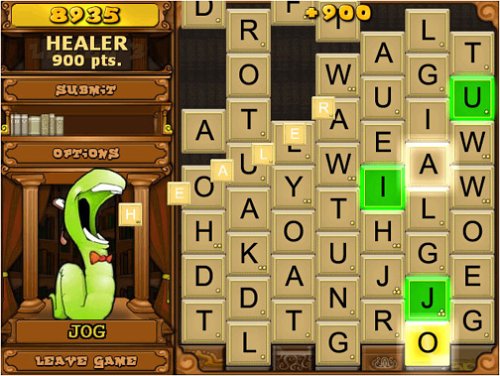 8935
+900
HEALER
900 pts.
SUBMIT
OPTIONS
JOG
LEAVE GAME
H E A L E R
D
A
O
H
D
T
R
O
T
U
A
K
D
L
Y
O
A
T
W
A
W
T
U
N
G
A
U
E
I
H
J
R
L
G
I
A
L
G
J
O
T
U
W
W
O
E
G